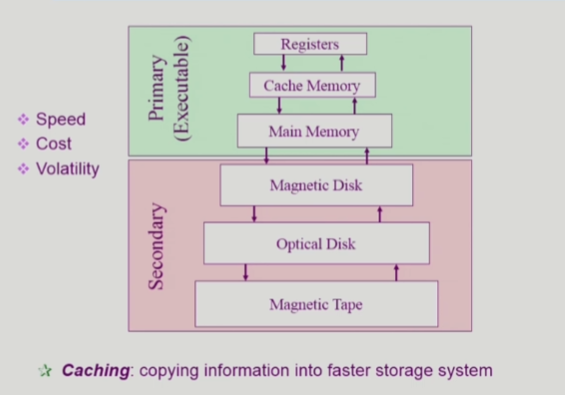 Primary
(Executable)
Registers
Cache Memory
Main Memory
Speed
Cost
Volatility
Secondary
Magnetic Disk
Optical Disk
Magnetic Tape
Caching: copying information into faster storage system